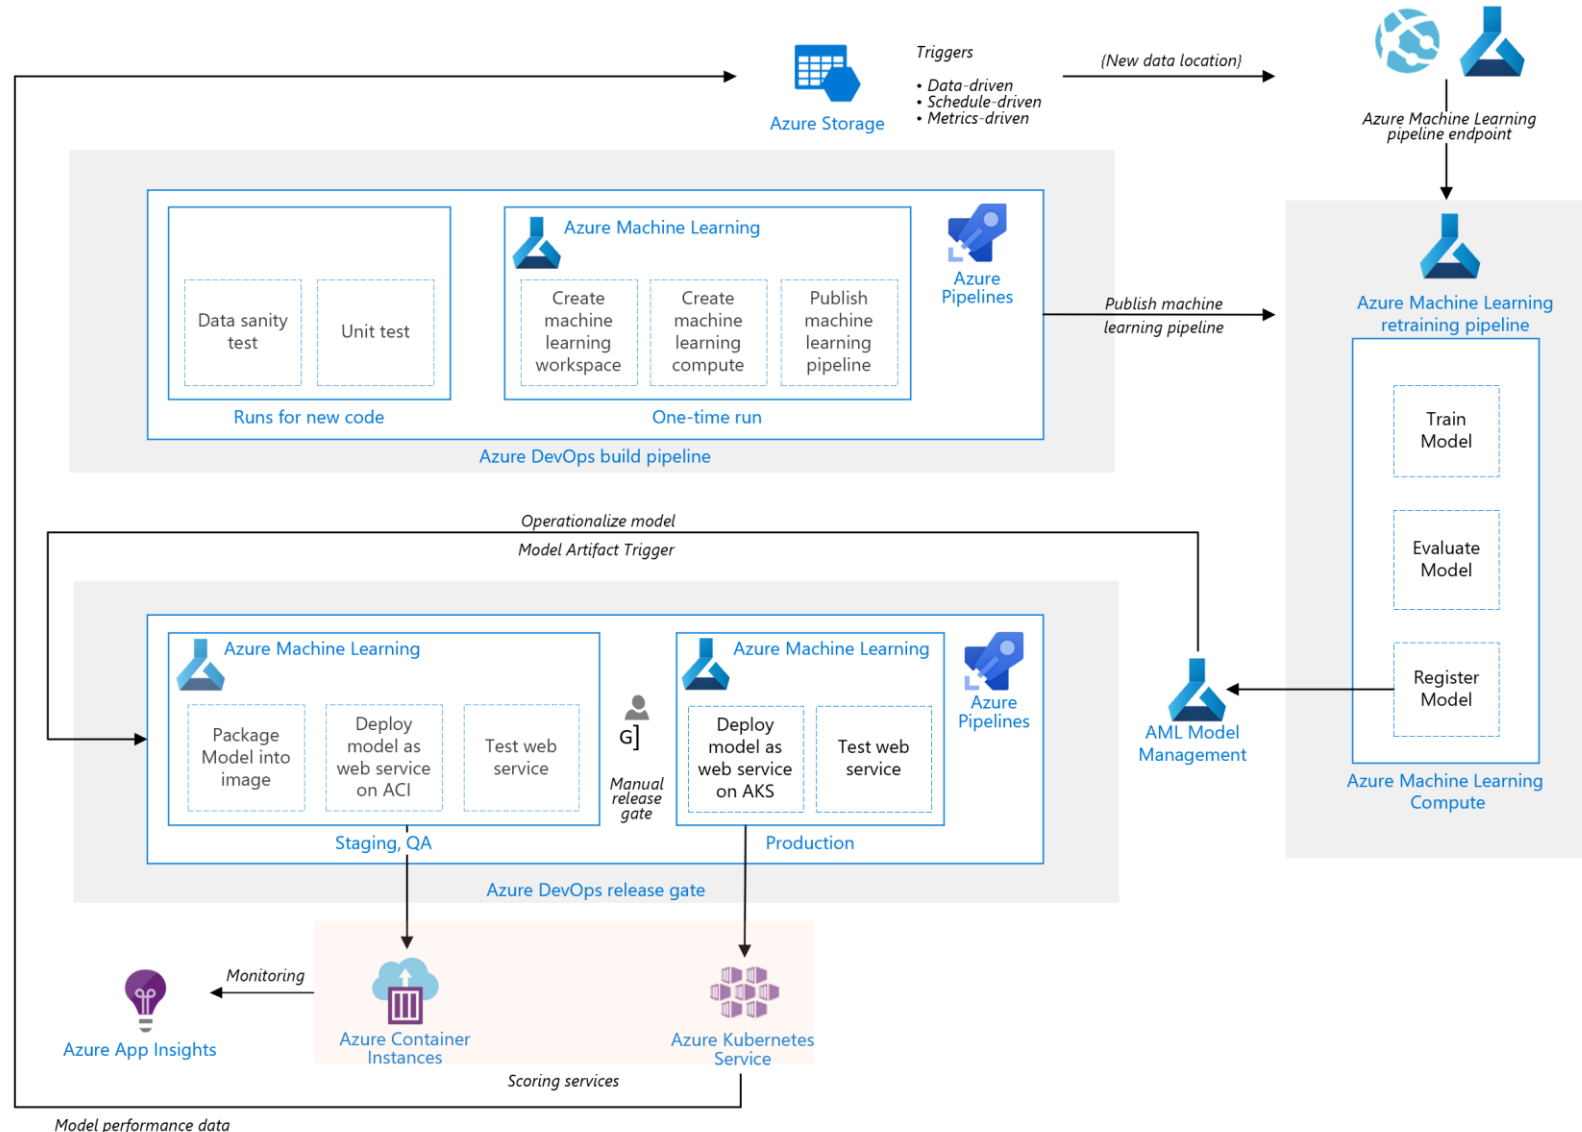 Triggers
• Data-driven
• Schedule-driven
• Metrics-driven
Azure Storage
{New data location}
Azure Machine Learning
pipeline endpoint
Data sanity
test
Unit test
Runs for new code
Azure Machine Learning
Create
machine
learning
workspace
Create
machine
learning
compute
Publish
machine
learning
pipeline
One-time run
Azure
Pipelines
Azure DevOps build pipeline
Publish machine
learning pipeline
Azure Machine Learning
retraining pipeline
Train
Model
Evaluate
Model
Register
Model
Azure Machine Learning
Compute
AML Model
Management
Operationalize model
Model Artifact Trigger
Azure Machine Learning
Package
Model into
image
Deploy
model as
web service
on ACI
Test web
service
Staging, QA
G]
Manual
release
gate
Azure Machine Learning
Deploy
model as
web service
on AKS
Test web
service
Production
Azure
Pipelines
Azure DevOps release gate
Monitoring
Azure App Insights
Azure Container
Instances
Azure Kubernetes
Service
Scoring services
Model performance data